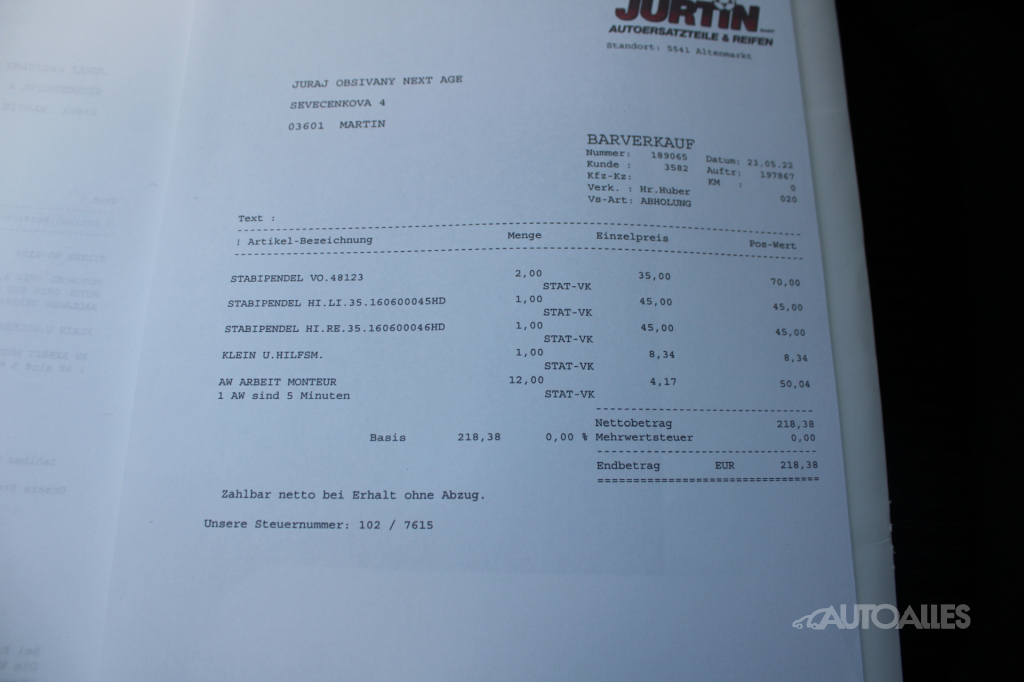 JURTIN
AUTOERSATZTEILE & REIFEN
Standort: 5541 Altenmarkt
JURAJ OBSIVANY NEXT AGE
SEVECENKOVA 4
03601 MARTIN
BARVERKAUF
Nummer: 189065 Datum: 23.05.22
Kunde : 3582 Auftr: 197867
Kfz-Kz: KM : 0
Verk. : Hr.Huber 020
Vs-Art: ABHOLUNG
Text :
! Artikel-Bezeichnung Menge Einzelpreis Pos-Wert
STABIPENDEL VO.48123 2,00 35,00 70,00
STAT-VK
STABIPENDEL HI.LI.35.160600045HD 1,00 45,00 45,00
STAT-VK
STABIPENDEL HI.RE.35.160600046HD 1,00 45,00 45,00
STAT-VK
KLEIN U.HILFSM. 1,00 8,34 8,34
STAT-VK
AW ARBEIT MONTEUR 12,00 4,17 50,04
1 AW sind 5 Minuten STAT-VK
Nettobetrag 218,38
Basis 218,38 0,00 % Mehrwertsteuer 0,00
Endbetrag EUR 218,38
Zahlbar netto bei Erhalt ohne Abzug.
Unsere Steuernummer: 102 / 7615
AUTOALLES